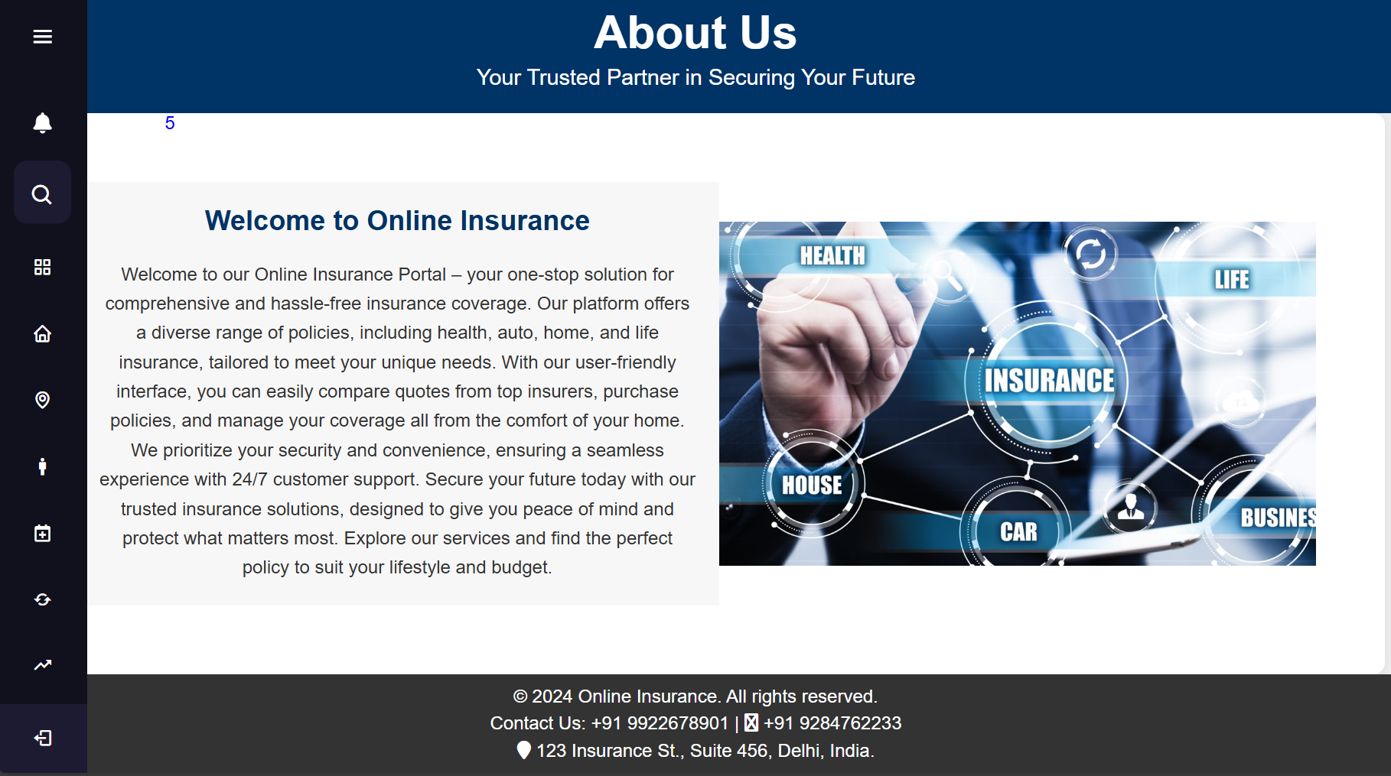 About Us
Your Trusted Partner in Securing Your Future
5
Welcome to Online Insurance
Welcome to our Online Insurance Portal – your one-stop solution for
comprehensive and hassle-free insurance coverage. Our platform offers
a diverse range of policies, including health, auto, home, and life
insurance, tailored to meet your unique needs. With our user-friendly
interface, you can easily compare quotes from top insurers, purchase
policies, and manage your coverage all from the comfort of your home.
We prioritize your security and convenience, ensuring a seamless
experience with 24/7 customer support. Secure your future today with our
trusted insurance solutions, designed to give you peace of mind and
protect what matters most. Explore our services and find the perfect
policy to suit your lifestyle and budget.
HEALTH
LIFE
INSURANCE
HOUSE
CAR
BUSINES
© 2024 Online Insurance. All rights reserved.
Contact Us: +91 9922678901 | +91 9284762233
123 Insurance St., Suite 456, Delhi, India.